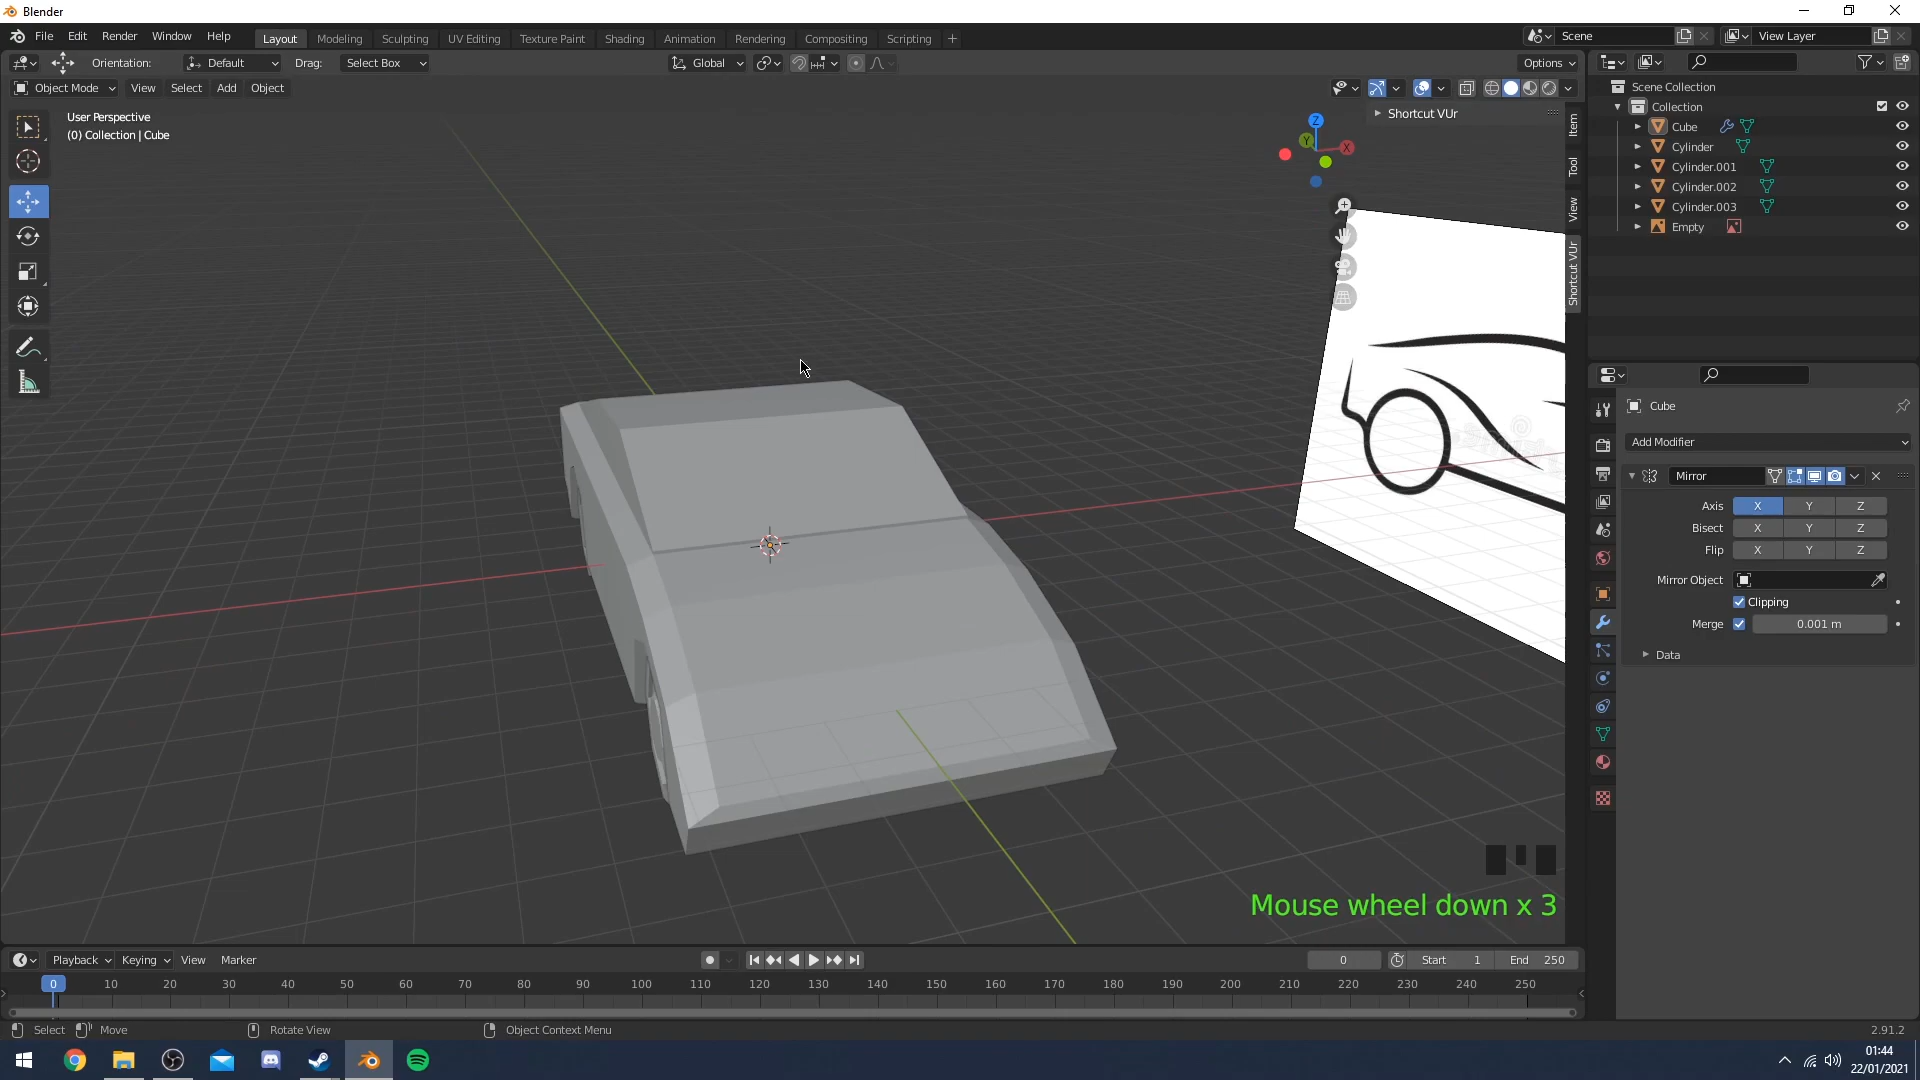 Blender
File Edit Render Window Help
Layout Modeling Sculpting UV Editing Texture Paint Shading Animation Rendering Compositing Scripting +
Scene
View Layer
Orientation: Default Drag: Select Box
Global
Options
Object Mode View Select Add Object
User Perspective
(0) Collection | Cube
Shortcut VUr
Z
Y
X
Item
Tool
View
Shortcut VUr
Scene Collection
Collection
Cube
Cylinder
Cylinder.001
Cylinder.002
Cylinder.003
Empty
Cube
Add Modifier
Mirror
Axis X Y Z
Bisect X Y Z
Flip X Y Z
Mirror Object
Clipping
Merge 0.001 m
Data
Mouse wheel down x 3
Playback Keying View Marker
0 Start 1 End 250
0 10 20 30 40 50 60 70 80 90 100 110 120 130 140 150 160 170 180 190 200 210 220 230 240 250
Select Move Rotate View Object Context Menu
2.91.2
01:44
22/01/2021